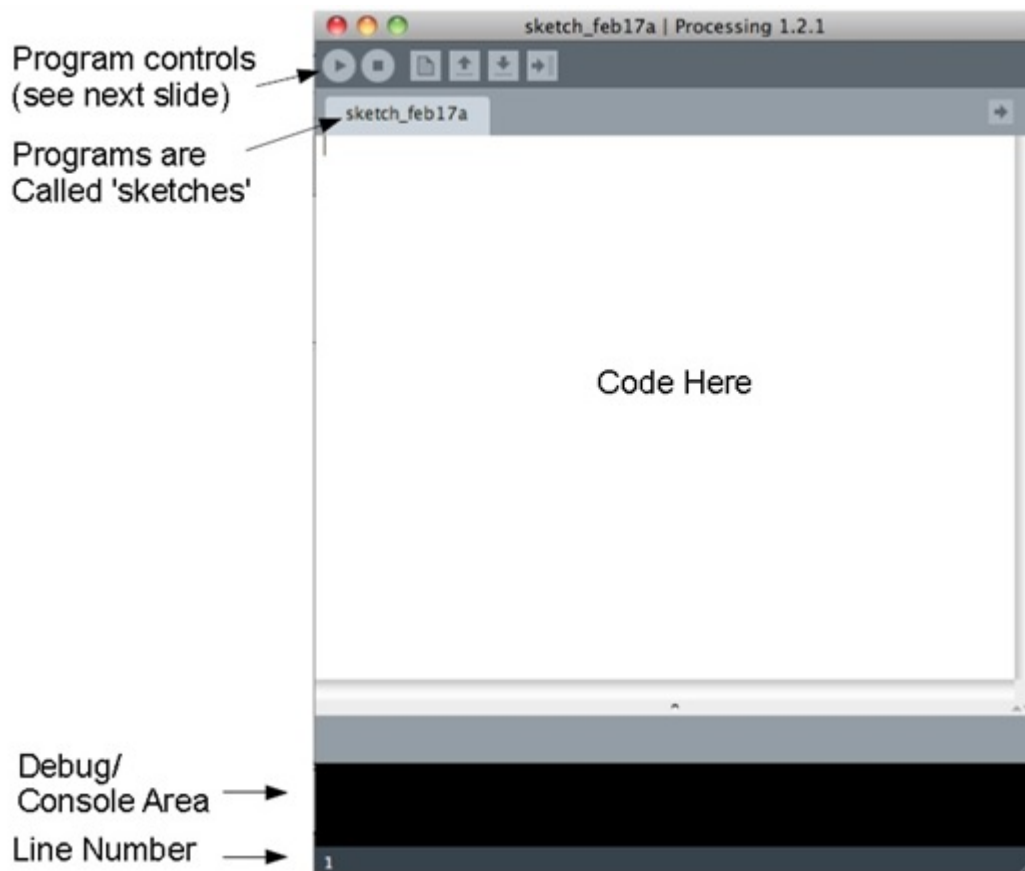 sketch_feb17a | Processing 1.2.1
Program controls
(see next slide)
sketch_feb17a
Programs are
Called 'sketches'
Code Here
Debug/
Console Area
Line Number
1